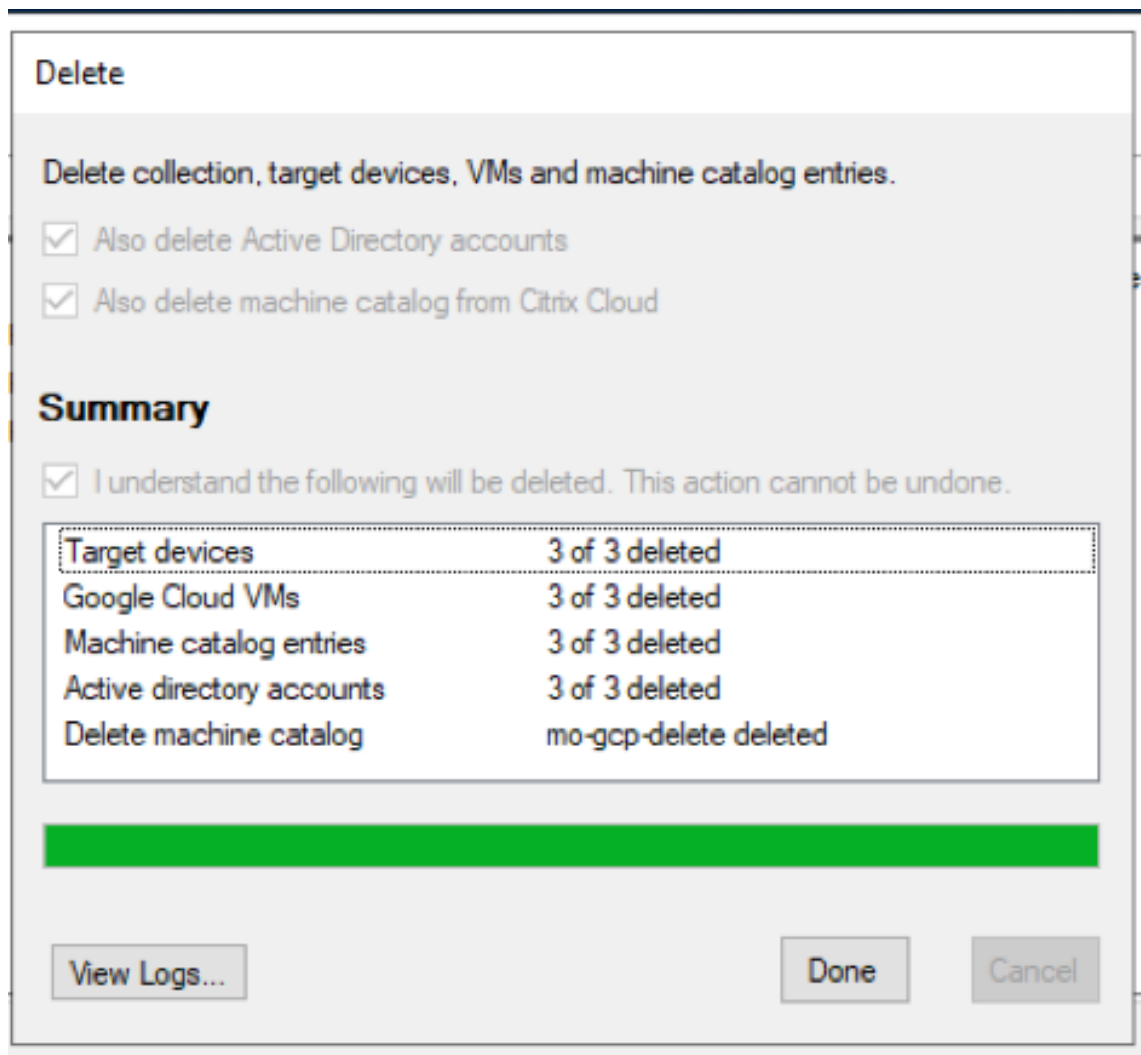 Delete
Delete collection, target devices, VMs and machine catalog entries.
Also delete Active Directory accounts
Also delete machine catalog from Citrix Cloud
Summary
I understand the following will be deleted. This action cannot be undone.
Target devices 3 of 3 deleted
Google Cloud VMs 3 of 3 deleted
Machine catalog entries 3 of 3 deleted
Active directory accounts 3 of 3 deleted
Delete machine catalog mo-gcp-delete deleted
View Logs... Done Cancel